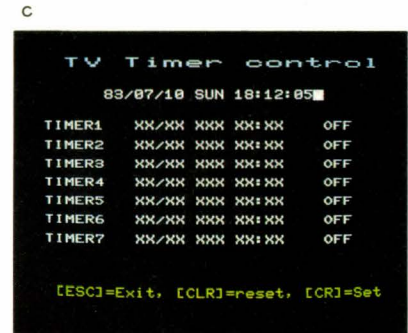 C
TV Timer control
83/07/10 SUN 18:12:05
TIMER1 XX/XX XXX XX:XX OFF
TIMER2 XX/XX XXX XX:XX OFF
TIMER3 XX/XX XXX XX:XX OFF
TIMER4 XX/XX XXX XX:XX OFF
TIMER5 XX/XX XXX XX:XX OFF
TIMER6 XX/XX XXX XX:XX OFF
TIMER7 XX/XX XXX XX:XX OFF
[ESC]=Exit, [CLR]=reset, [CR]=Set